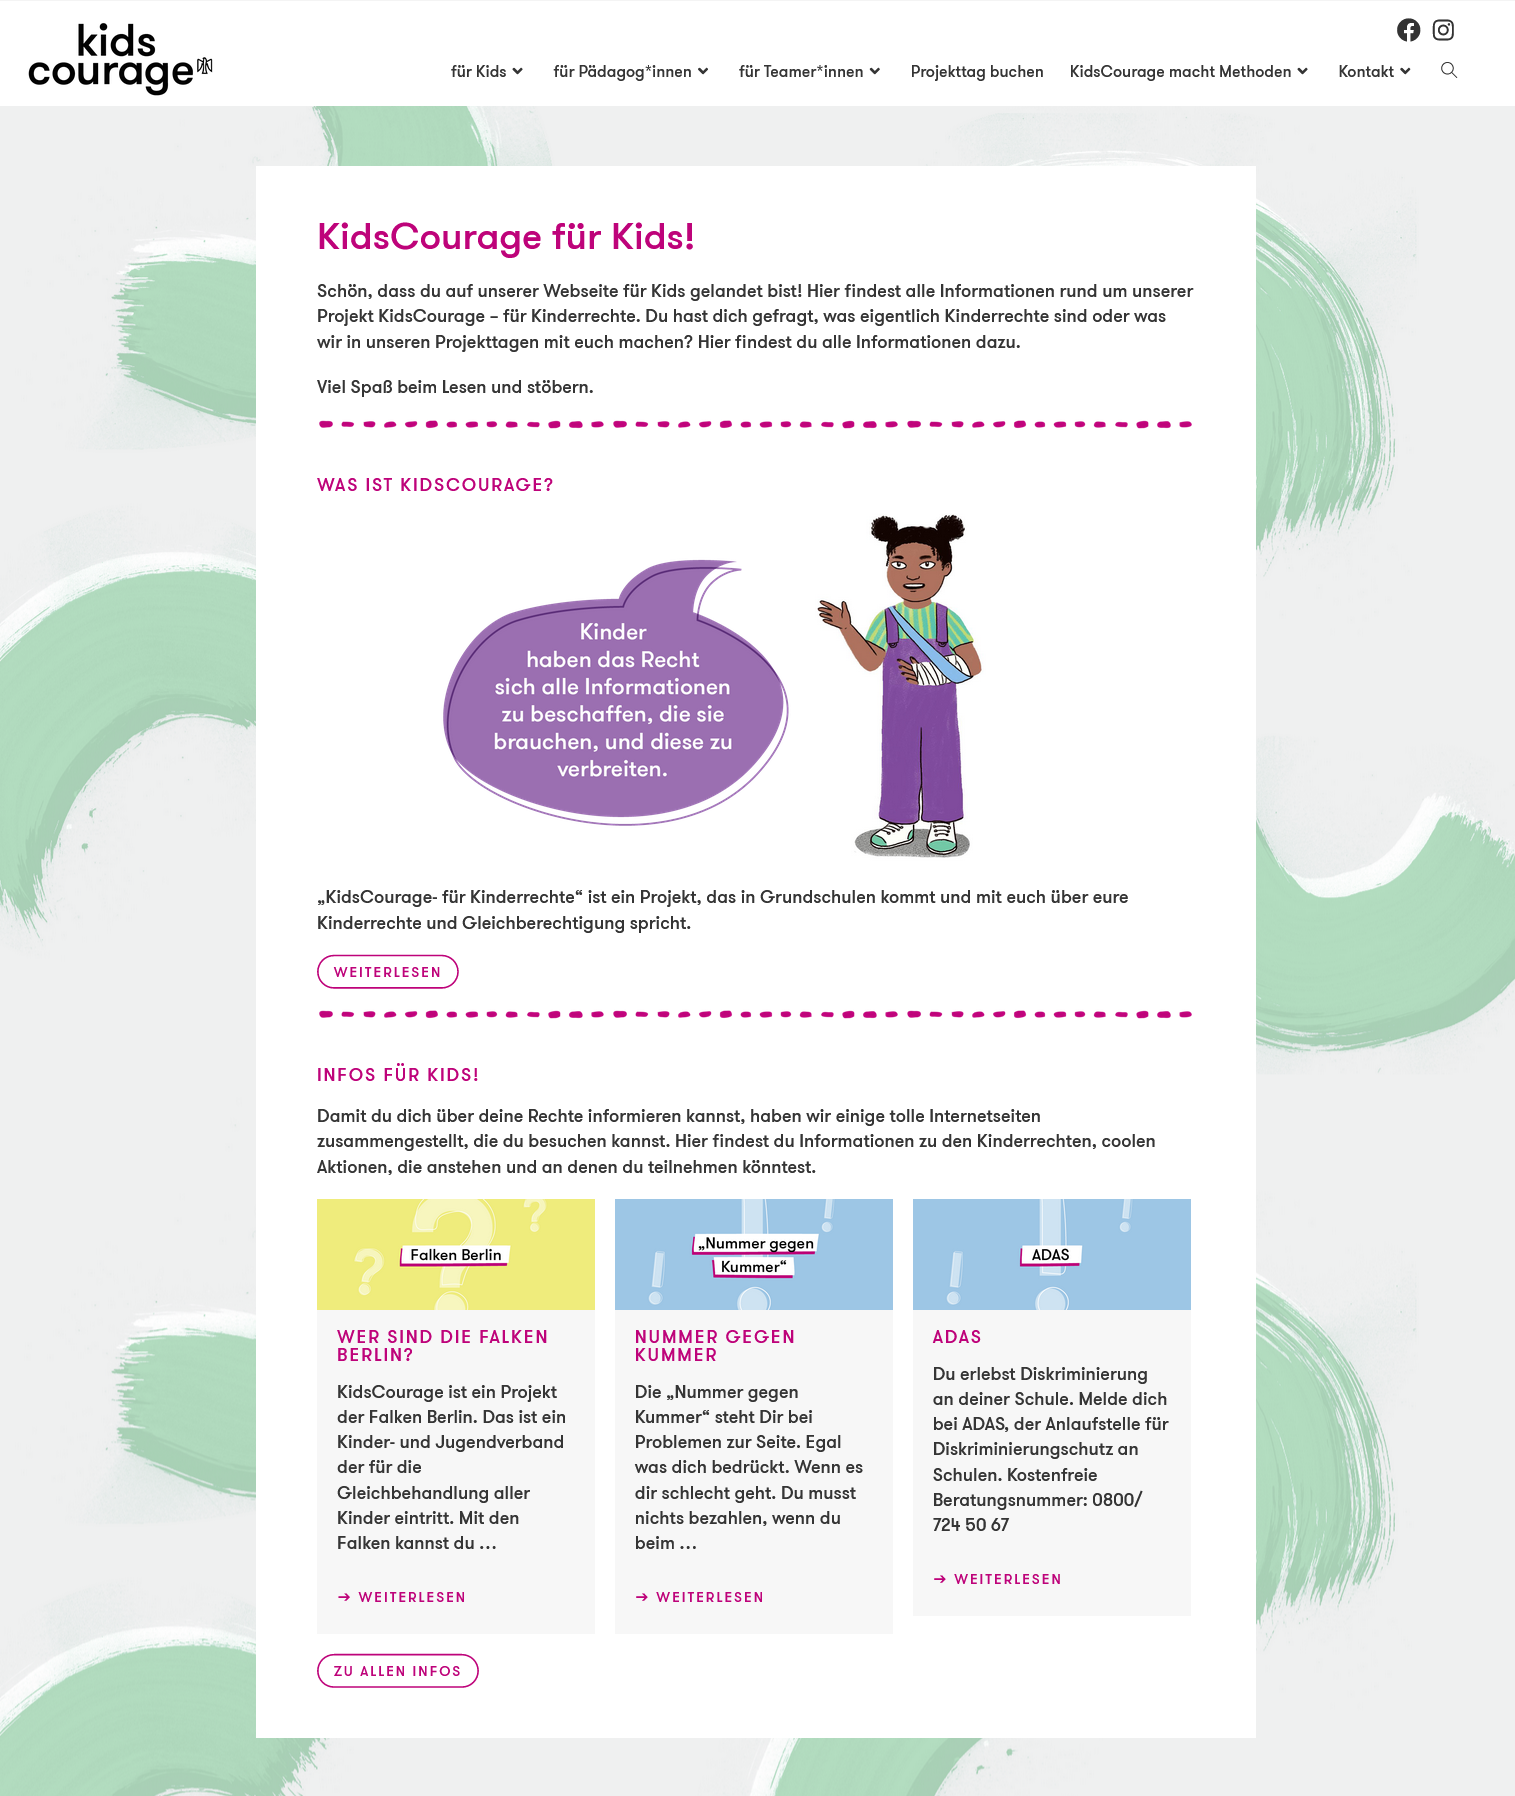 kids
courage
für Kids
für Pädagog*innen
für Teamer*innen
Projekttag buchen
KidsCourage macht Methoden
Kontakt
KidsCourage für Kids!
Schön, dass du auf unserer Webseite für Kids gelandet bist! Hier findest alle Informationen rund um unserer
Projekt KidsCourage – für Kinderrechte. Du hast dich gefragt, was eigentlich Kinderrechte sind oder was
wir in unseren Projekttagen mit euch machen? Hier findest du alle Informationen dazu.
Viel Spaß beim Lesen und stöbern.
WAS IST KIDSCOURAGE?
Kinder
haben das Recht
sich alle Informationen
zu beschaffen, die sie
brauchen, und diese zu
verbreiten.
„KidsCourage- für Kinderrechte“ ist ein Projekt, das in Grundschulen kommt und mit euch über eure
Kinderrechte und Gleichberechtigung spricht.
WEITERLESEN
INFOS FÜR KIDS!
Damit du dich über deine Rechte informieren kannst, haben wir einige tolle Internetseiten
zusammengestellt, die du besuchen kannst. Hier findest du Informationen zu den Kinderrechten, coolen
Aktionen, die anstehen und an denen du teilnehmen könntest.
Falken Berlin
WER SIND DIE FALKEN
BERLIN?
KidsCourage ist ein Projekt
der Falken Berlin. Das ist ein
Kinder- und Jugendverband
der für die
Gleichbehandlung aller
Kinder eintritt. Mit den
Falken kannst du …
➔ WEITERLESEN
„Nummer gegen
Kummer“
NUMMER GEGEN
KUMMER
Die „Nummer gegen
Kummer“ steht Dir bei
Problemen zur Seite. Egal
was dich bedrückt. Wenn es
dir schlecht geht. Du musst
nichts bezahlen, wenn du
beim …
➔ WEITERLESEN
ADAS
ADAS
Du erlebst Diskriminierung
an deiner Schule. Melde dich
bei ADAS, der Anlaufstelle für
Diskriminierungschutz an
Schulen. Kostenfreie
Beratungsnummer: 0800/
724 50 67
➔ WEITERLESEN
ZU ALLEN INFOS